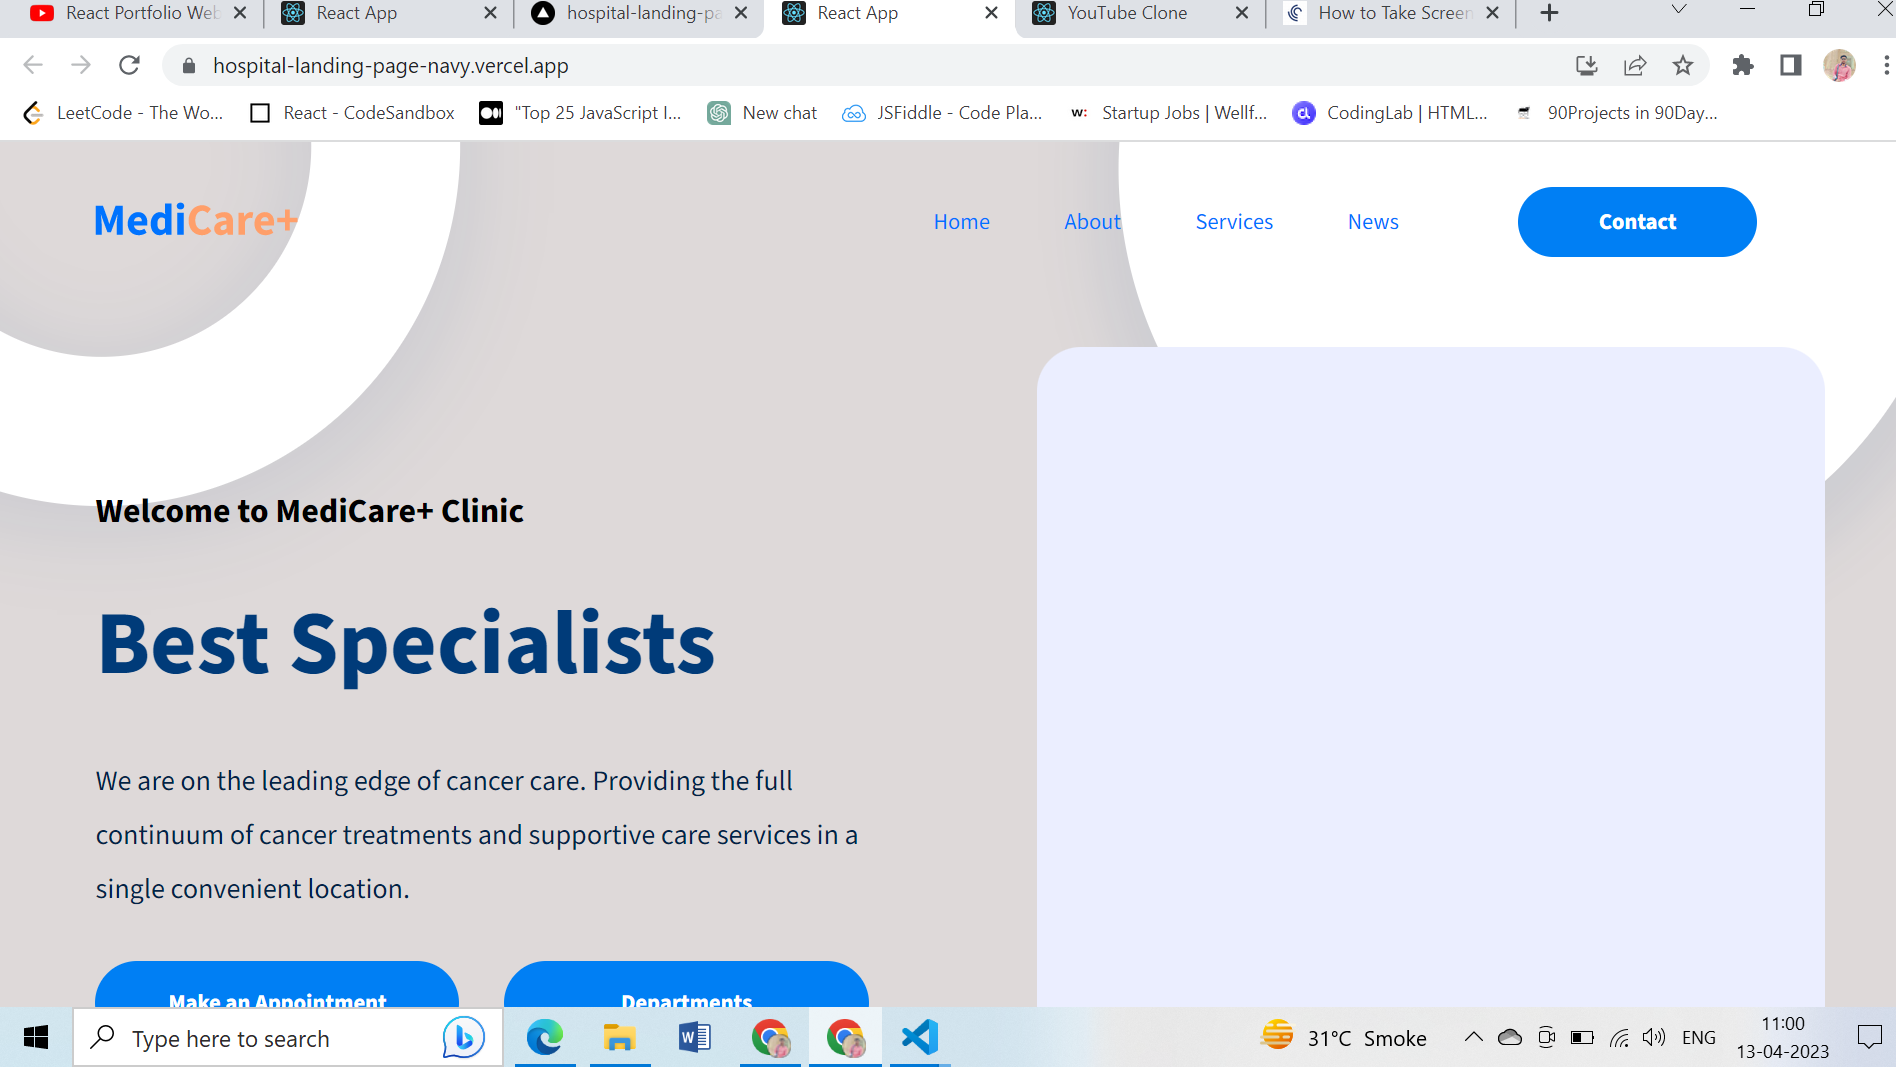 React Portfolio Web
React App
hospital-landing-pa
React App
YouTube Clone
How to Take Screen
hospital-landing-page-navy.vercel.app
LeetCode - The Wo...
React - CodeSandbox
"Top 25 JavaScript I...
New chat
JSFiddle - Code Pla...
w:
Startup Jobs | Wellf...
CodingLab | HTML...
90Projects in 90Day...
MediCare+
Home
About
Services
News
Contact
Welcome to MediCare+ Clinic
Best Specialists
We are on the leading edge of cancer care. Providing the full
continuum of cancer treatments and supportive care services in a
single convenient location.
Make an Appointment
Departments
Type here to search
31°C Smoke
ENG
11:00
13-04-2023